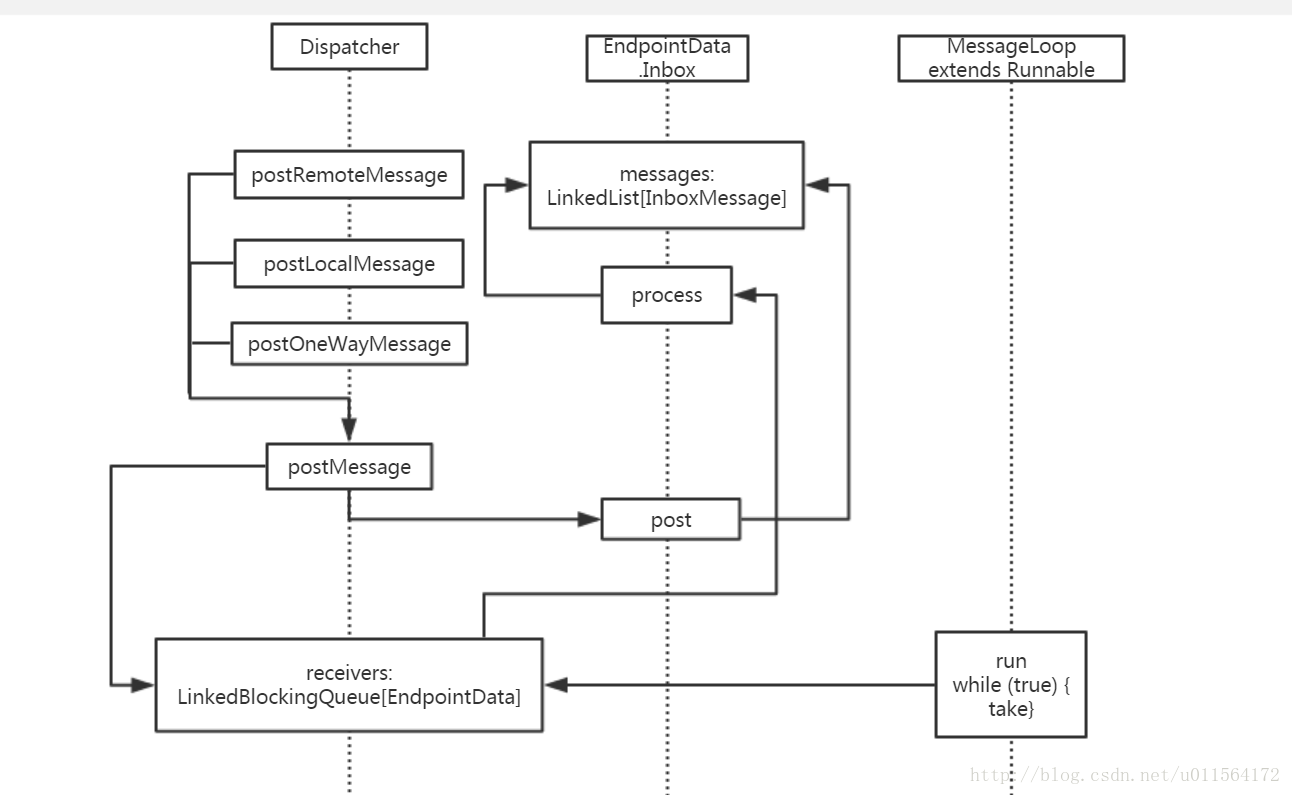 Dispatcher
EndpointData
.Inbox
MessageLoop
extends Runnable
postRemoteMessage
messages:
LinkedList[InboxMessage]
postLocalMessage
process
postOneWayMessage
postMessage
post
receivers:
LinkedBlockingQueue[EndpointData]
run
while (true) {
take}
http://blog.csdn.net/u011564172